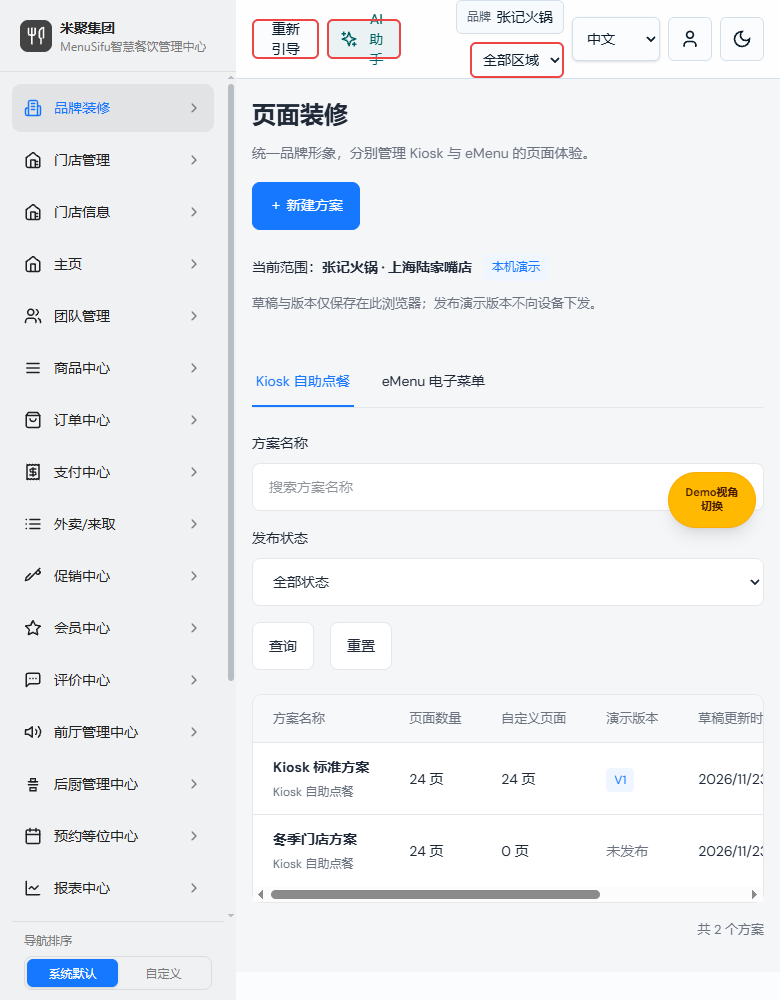 米聚集团
MenuSifu智慧餐饮管理中心
品牌装修
门店管理
门店信息
主页
团队管理
商品中心
订单中心
支付中心
外卖/来取
促销中心
会员中心
评价中心
前厅管理中心
后厨管理中心
预约等位中心
报表中心
导航排序
系统默认 自定义
重新
引导
AI
助
手
品牌 张记火锅
全部区域
中文
页面装修
统一品牌形象，分别管理 Kiosk 与 eMenu 的页面体验。
+ 新建方案
当前范围：张记火锅 · 上海陆家嘴店 本机演示
草稿与版本仅保存在此浏览器；发布演示版本不向设备下发。
Kiosk 自助点餐 eMenu 电子菜单
方案名称
搜索方案名称
Demo视角
切换
发布状态
全部状态
查询 重置
方案名称 页面数量 自定义页面 演示版本 草稿更新时
Kiosk 标准方案
Kiosk 自助点餐
24 页 24 页 V1 2026/11/23
冬季门店方案
Kiosk 自助点餐
24 页 0 页 未发布 2026/11/23
共 2 个方案